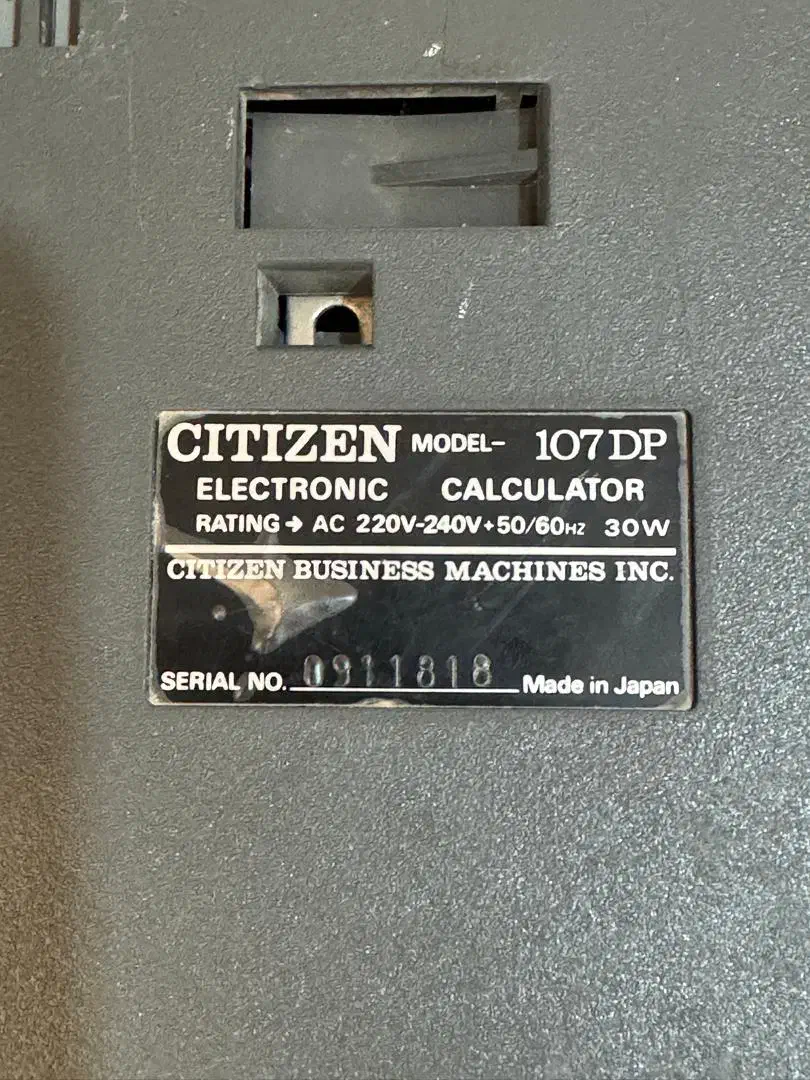 CITIZEN MODEL- 107DP
ELECTRONIC CALCULATOR
RATING→ AC 220V-240V•50/60Hz 30W
CITIZEN BUSINESS MACHINES INC.
SERIAL NO. 0911818 Made in Japan